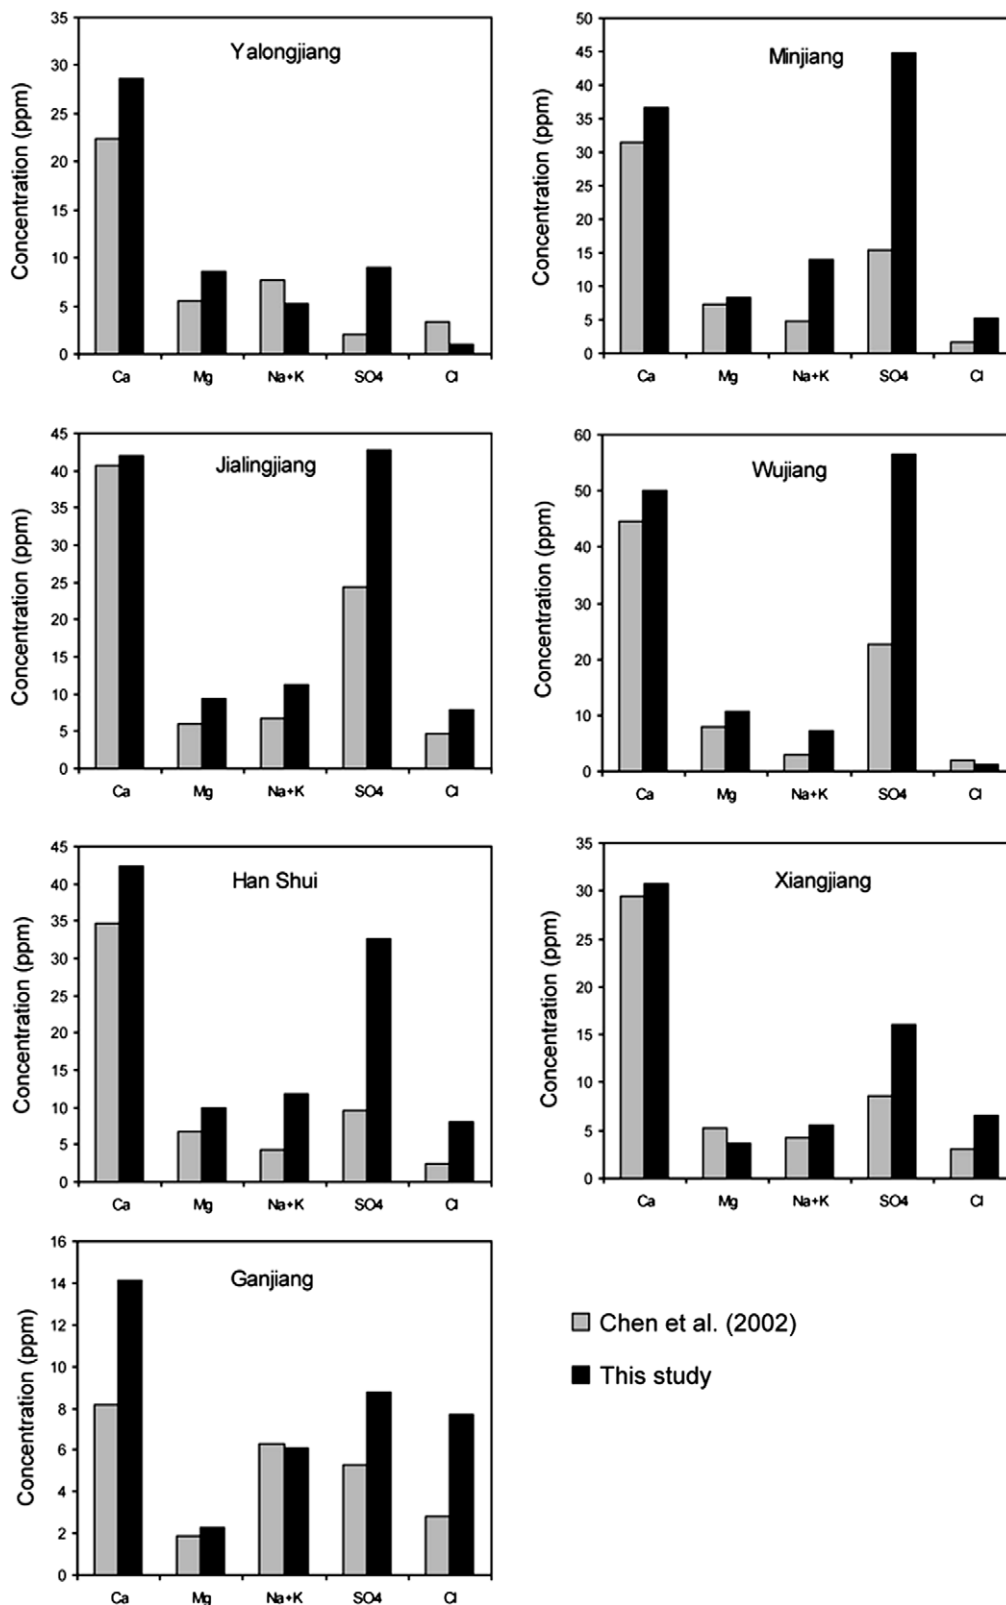 Yalongjiang
Concentration (ppm)
35
30
25
20
15
10
5
0
Ca Mg Na+K SO4 Cl
Minjiang
Concentration (ppm)
50
45
40
35
30
25
20
15
10
5
0
Ca Mg Na+K SO4 Cl
Jialingjiang
Concentration (ppm)
45
40
35
30
25
20
15
10
5
0
Ca Mg Na+K SO4 Cl
Wujiang
Concentration (ppm)
60
50
40
30
20
10
0
Ca Mg Na+K SO4 Cl
Han Shui
Concentration (ppm)
45
40
35
30
25
20
15
10
5
0
Ca Mg Na+K SO4 Cl
Xiangjiang
Concentration (ppm)
35
30
25
20
15
10
5
0
Ca Mg Na+K SO4 Cl
Ganjiang
Concentration (ppm)
16
14
12
10
8
6
4
2
0
Ca Mg Na+K SO4 Cl
Chen et al. (2002)
This study